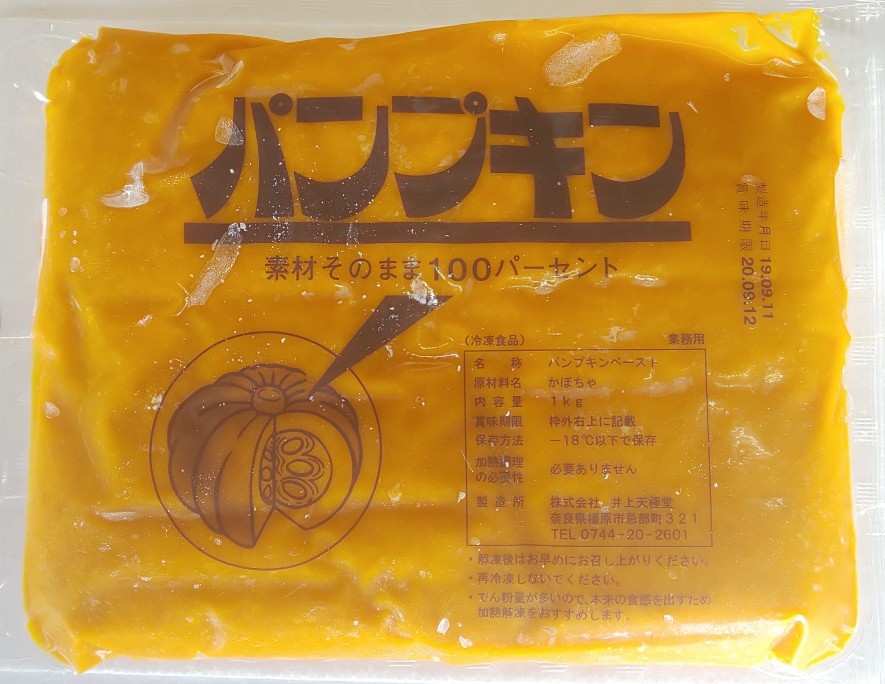 パンプキン
素材そのまま100パーセント
製造年月日 19.09.11
賞味期限 20.09.12
(冷凍食品) 業務用
名称 パンプキンペースト
原材料名 かぼちゃ
内容量 1kg
賞味期限 枠外右上に記載
保存方法 −18℃以下で保存
加熱調理
の必要性 必要ありません
製造所 株式会社 井上天極堂
奈良県橿原市忌部町321
TEL 0744-20-2601
・解凍後はお早めにお召し上がりください。
・再冷凍しないでください。
・でん粉量が多いので、本来の食感を出すため
加熱解凍をおすすめします。